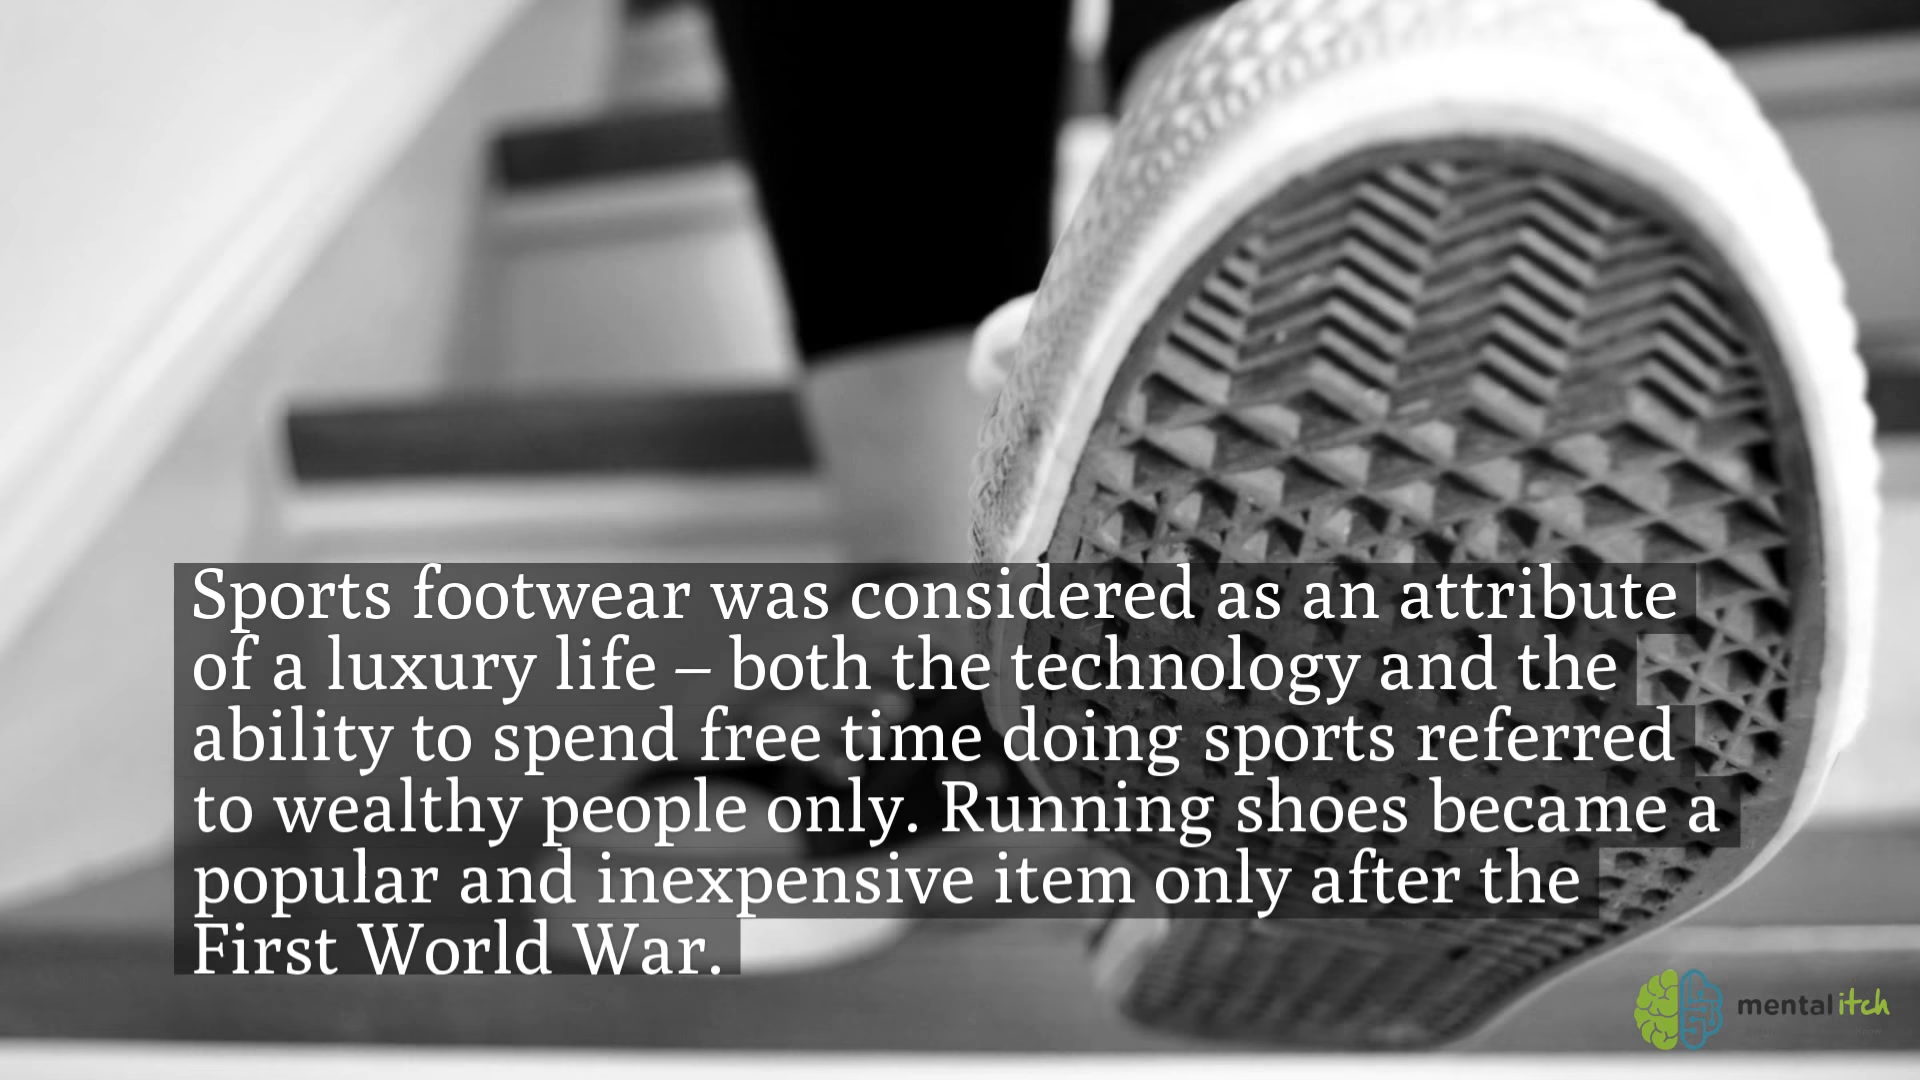 Sports footwear was considered as an attribute
of a luxury life – both the technology and the
ability to spend free time doing sports referred
to wealthy people only. Running shoes became a
popular and inexpensive item only after the
First World War.
mentalitch